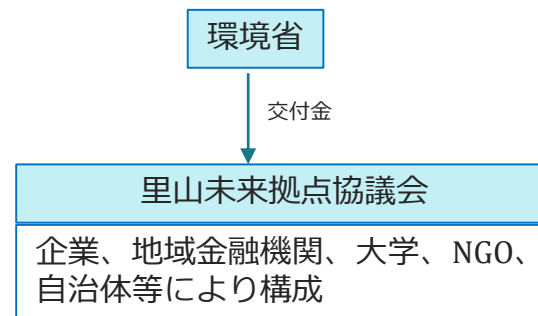 環境省
交付金
里山未来拠点協議会
企業、地域金融機関、大学、NGO、
自治体等により構成